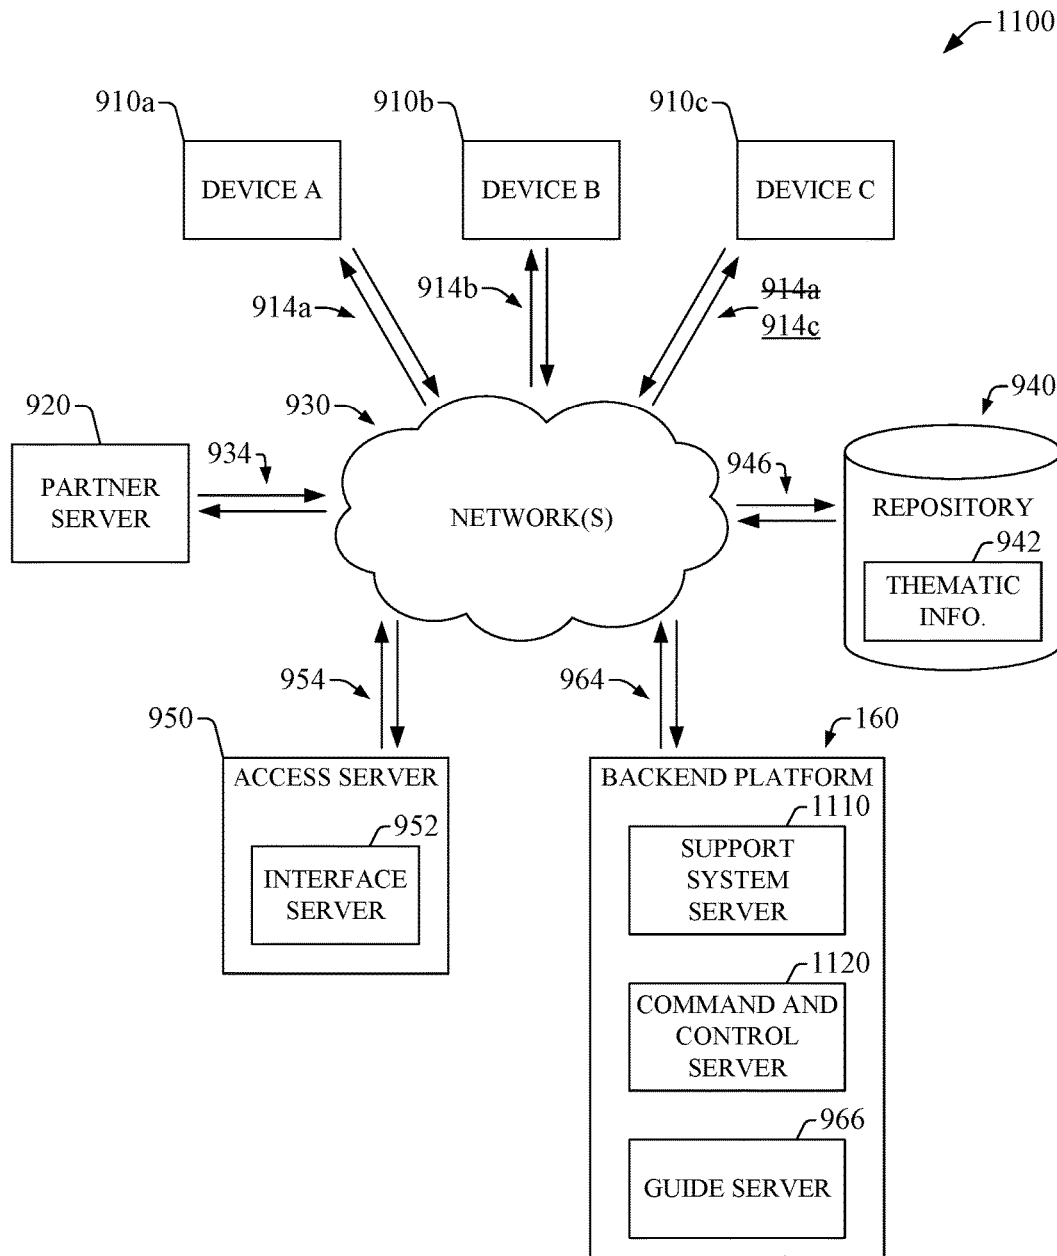 1100
910a
910b
910c
DEVICE A
DEVICE B
DEVICE C
914a
914b
914a
914c
920
930
940
PARTNER
SERVER
934
NETWORK(S)
946
REPOSITORY
942
THEMATIC
INFO.
954
964
950
160
ACCESS SERVER
952
INTERFACE
SERVER
BACKEND PLATFORM
1110
SUPPORT
SYSTEM
SERVER
1120
COMMAND AND
CONTROL
SERVER
966
GUIDE SERVER